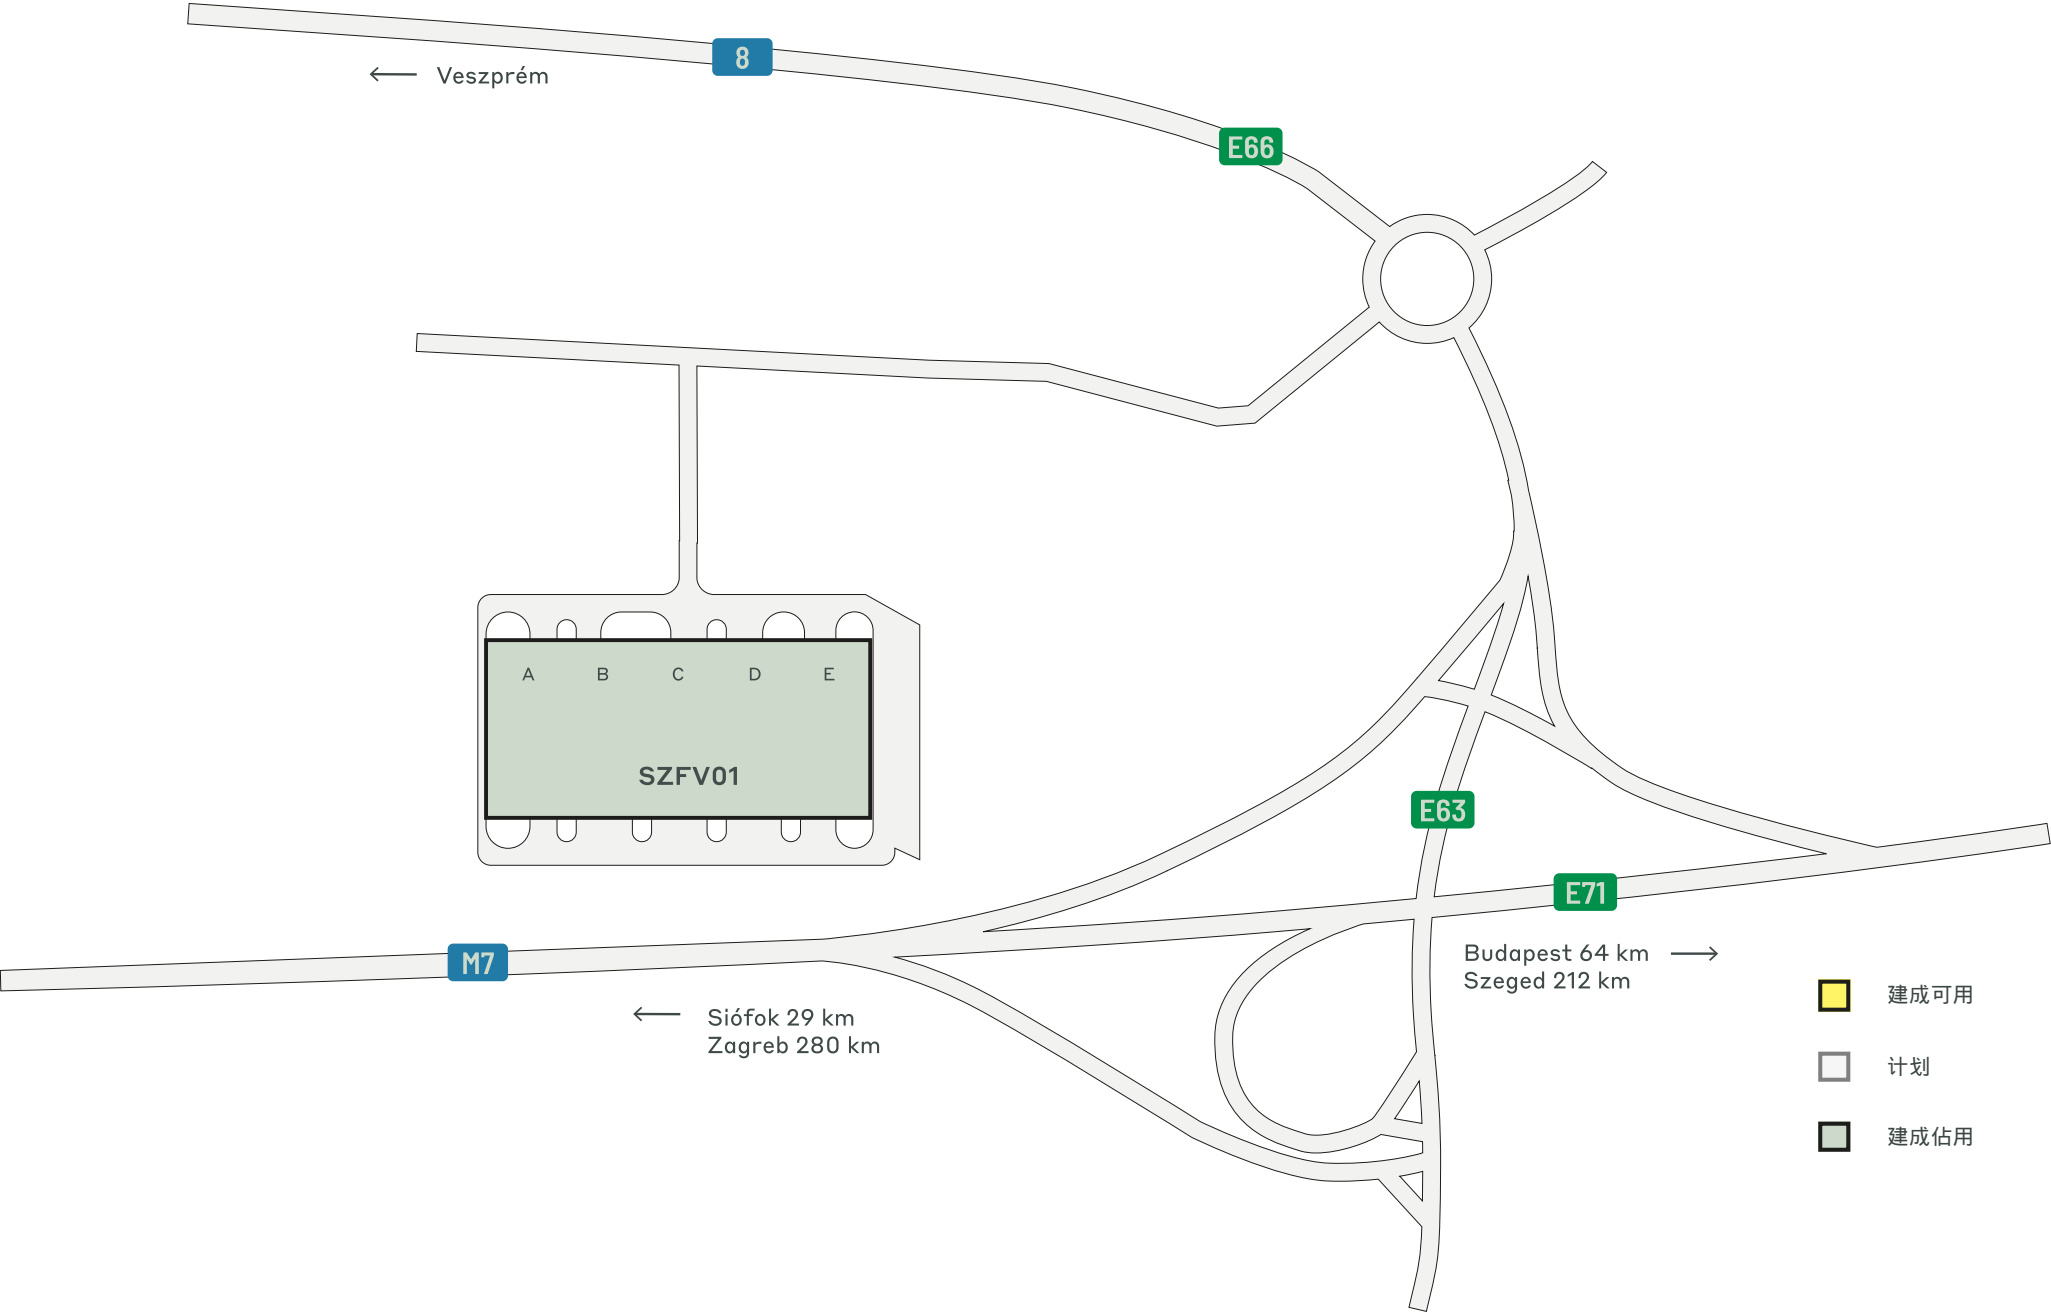 8
← Veszprém
E66
A B C D E
SZFV01
E63
E71
M7
Budapest 64 km →
Szeged 212 km
← Siófok 29 km
Zagreb 280 km
建成可用
计划
建成佔用